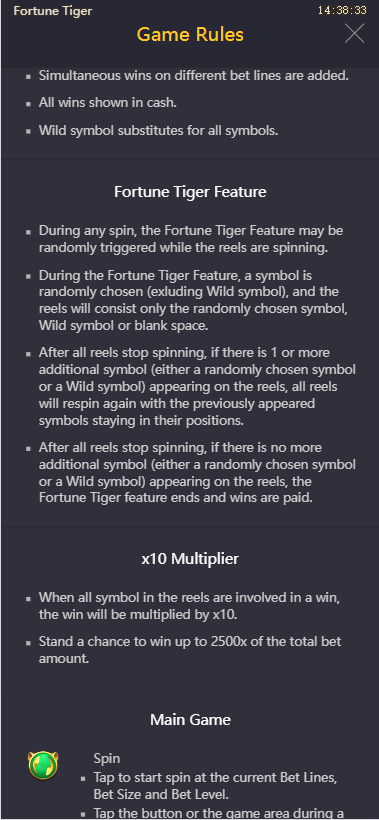 Fortune Tiger 14:38:33
Game Rules
Simultaneous wins on different bet lines are added.
All wins shown in cash.
Wild symbol substitutes for all symbols.
Fortune Tiger Feature
During any spin, the Fortune Tiger Feature may be
randomly triggered while the reels are spinning.
During the Fortune Tiger Feature, a symbol is
randomly chosen (exluding Wild symbol), and the
reels will consist only the randomly chosen symbol,
Wild symbol or blank space.
After all reels stop spinning, if there is 1 or more
additional symbol (either a randomly chosen symbol
or a Wild symbol) appearing on the reels, all reels
will respin again with the previously appeared
symbols staying in their positions.
After all reels stop spinning, if there is no more
additional symbol (either a randomly chosen symbol
or a Wild symbol) appearing on the reels, the
Fortune Tiger feature ends and wins are paid.
x10 Multiplier
When all symbol in the reels are involved in a win,
the win will be multiplied by x10.
Stand a chance to win up to 2500x of the total bet
amount.
Main Game
Spin
Tap to start spin at the current Bet Lines,
Bet Size and Bet Level.
Tap the button or the game area during a